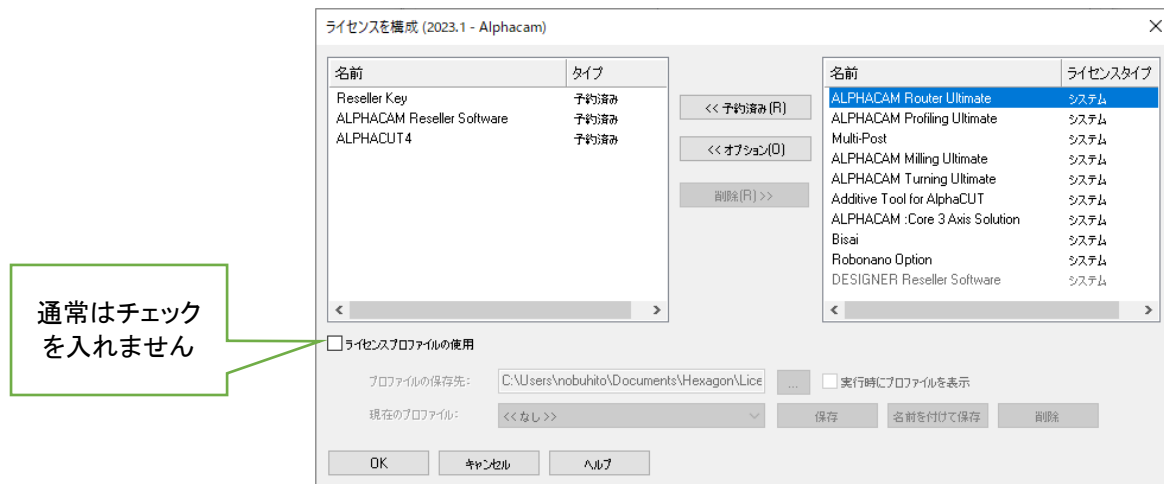 ライセンスを構成 (2023.1 - Alphacam)
名前 タイプ
Reseller Key 予約済み
ALPHACAM Reseller Software 予約済み
ALPHACUT4 予約済み
<< 予約済み(R)
<< オプション(O)
削除(R) >>
名前 ライセンスタイプ
ALPHACAM Router Ultimate システム
ALPHACAM Profiling Ultimate システム
Multi-Post システム
ALPHACAM Milling Ultimate システム
ALPHACAM Turning Ultimate システム
Additive Tool for AlphaCUT システム
ALPHACAM :Core 3 Axis Solution システム
Bisai システム
Robonano Option システム
DESIGNER Reseller Software システム
通常はチェック
を入れません
ライセンスプロファイルの使用
プロファイルの保存先: C:\Users\nobuhito\Documents\Hexagon\Lice ... 実行時にプロファイルを表示
現在のプロファイル: <<なし>> 保存 名前を付けて保存 削除
OK キャンセル ヘルプ